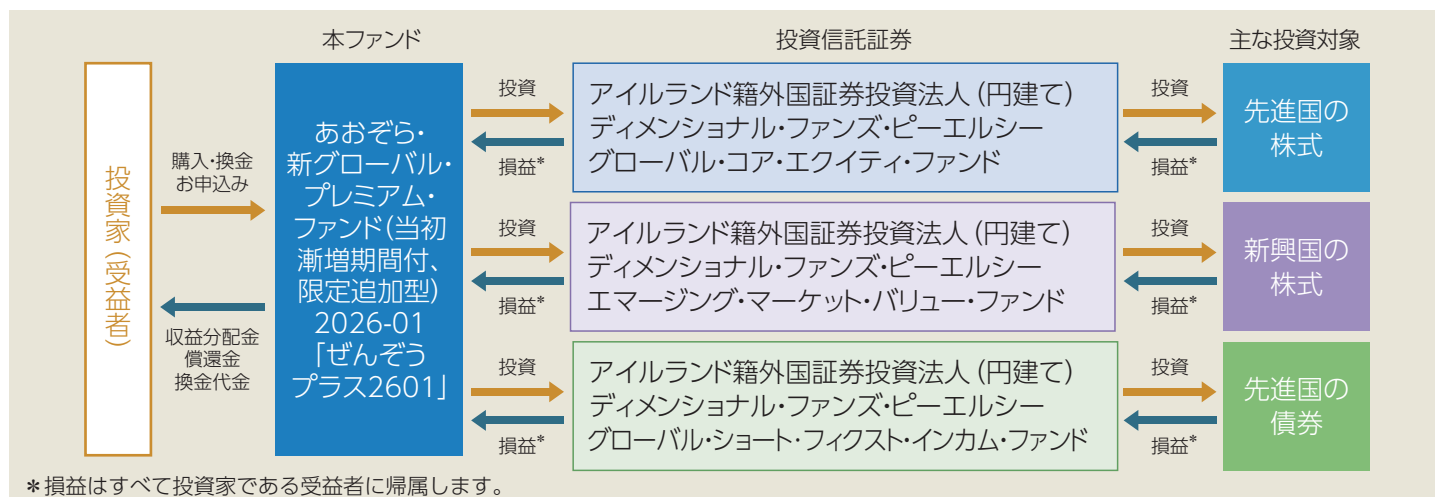 本ファンド
投資信託証券
主な投資対象
投資家(受益者)
購入・換金
お申込み
収益分配金
償還金
換金代金
あおぞら・
新グローバル・
プレミアム・
ファンド(当初
漸増期間付、
限定追加型)
2026-01
「ぜんぞう
プラス2601」
投資
損益*
アイルランド籍外国証券投資法人(円建て)
ディメンショナル・ファンズ・ピーエルシー
グローバル・コア・エクイティ・ファンド
投資
損益*
先進国の
株式
投資
損益*
アイルランド籍外国証券投資法人(円建て)
ディメンショナル・ファンズ・ピーエルシー
エマージング・マーケット・バリュー・ファンド
投資
損益*
新興国の
株式
投資
損益*
アイルランド籍外国証券投資法人(円建て)
ディメンショナル・ファンズ・ピーエルシー
グローバル・ショート・フィクスト・インカム・ファンド
投資
損益*
先進国の
債券
*損益はすべて投資家である受益者に帰属します。